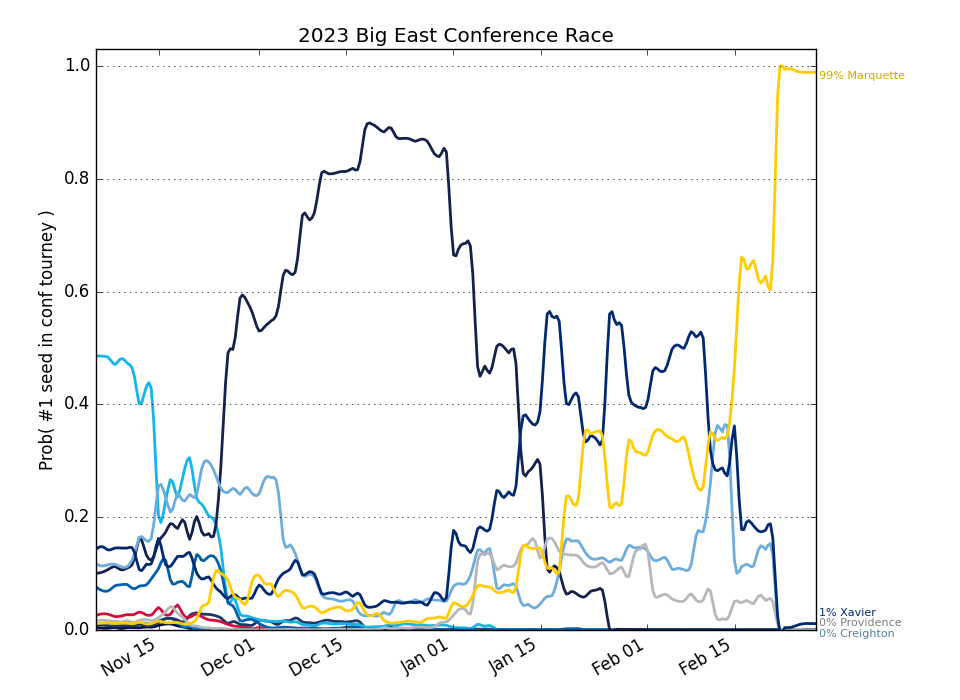 2023 Big East Conference Race
Prob( #1 seed in conf tourney )
1.0
0.8
0.6
0.4
0.2
0.0
Nov 15
Dec 01
Dec 15
Jan 01
Jan 15
Feb 01
Feb 15
99% Marquette
1% Xavier
0% Providence
0% Creighton